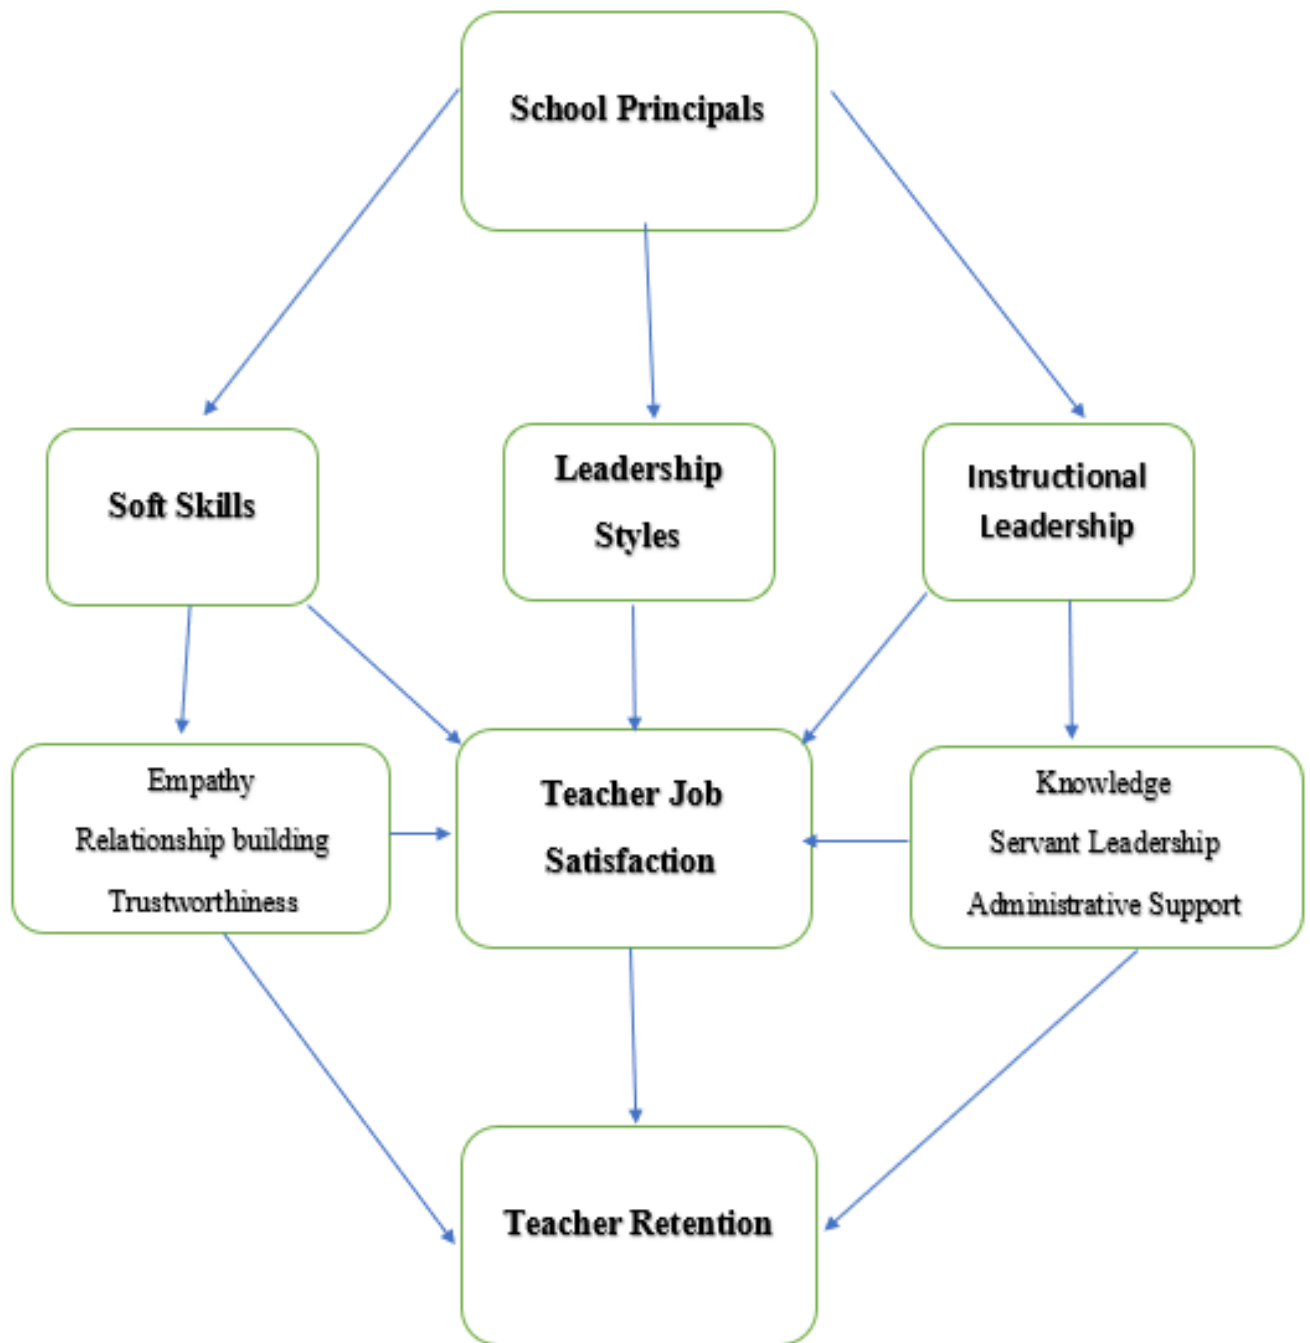 School Principals
Soft Skills
Leadership
Styles
Instructional
Leadership
Empathy
Relationship building
Trustworthiness
Teacher Job
Satisfaction
Knowledge
Servant Leadership
Administrative Support
Teacher Retention